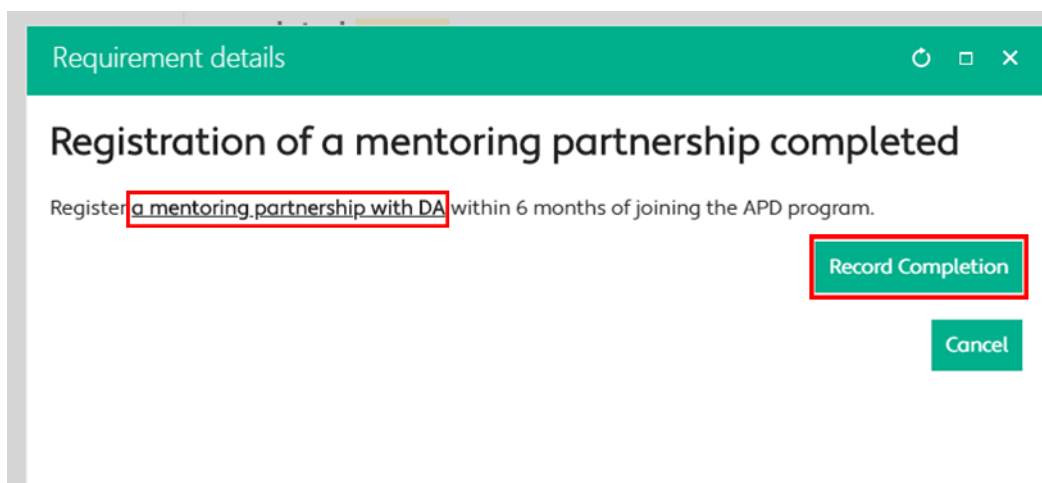 Requirement details
Registration of a mentoring partnership completed
Register a mentoring partnership with DA within 6 months of joining the APD program.
Record Completion
Cancel